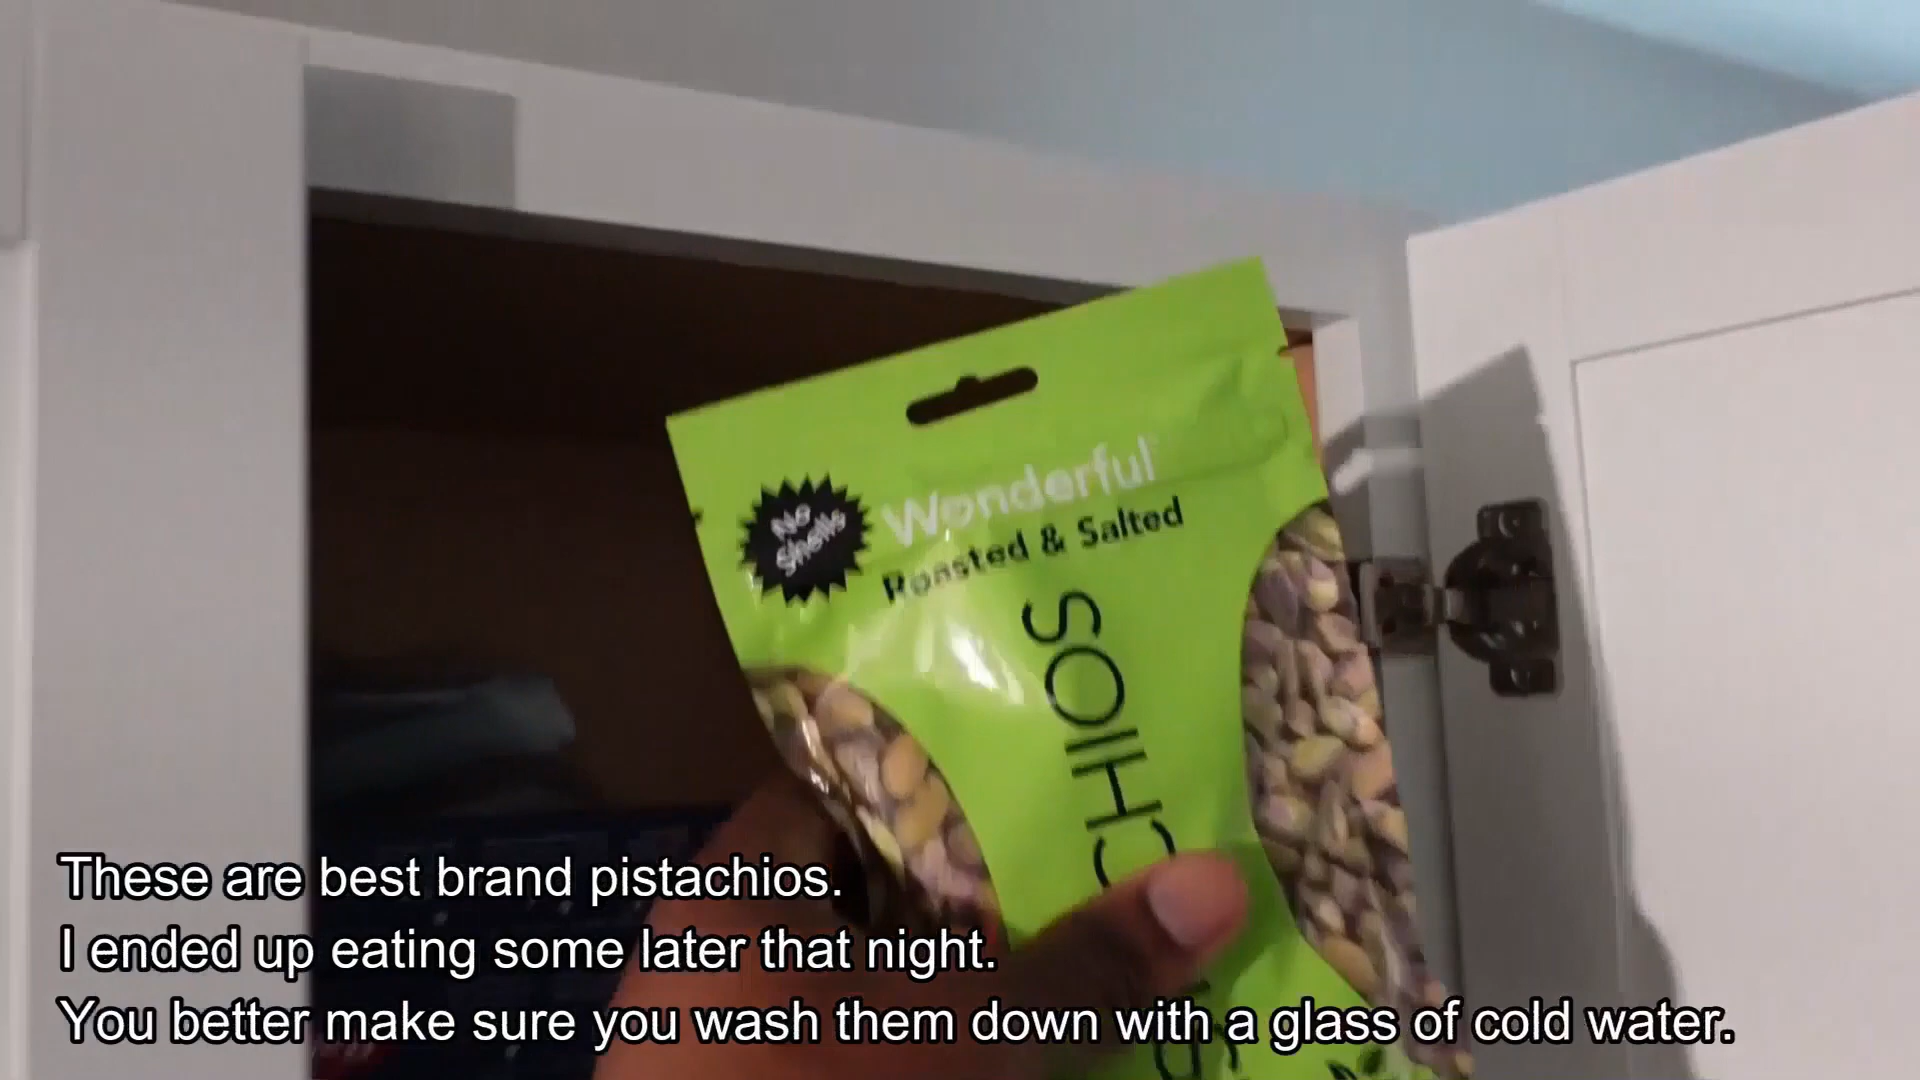 No
Shells
Wonderful
Roasted & Salted
CHIOS
These are best brand pistachios.
I ended up eating some later that night.
You better make sure you wash them down with a glass of cold water.